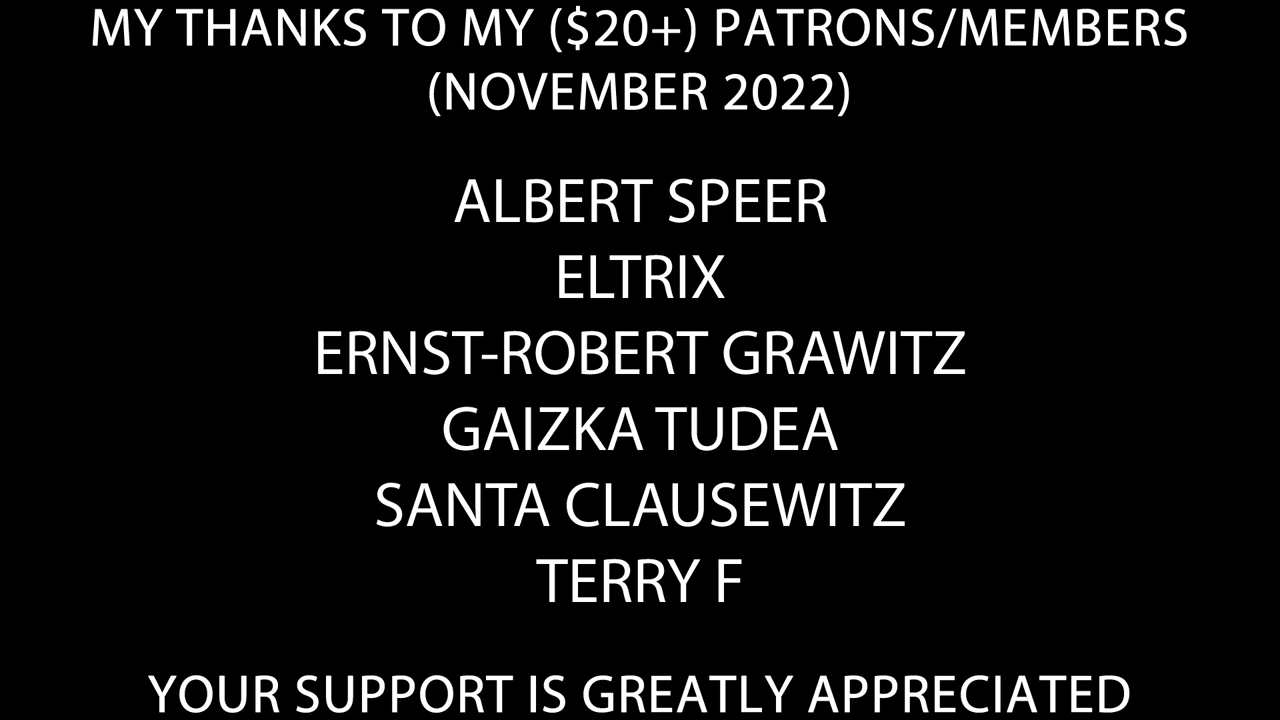 MY THANKS TO MY ($20+) PATRONS/MEMBERS
(NOVEMBER 2022)
ALBERT SPEER
ELTRIX
ERNST-ROBERT GRAWITZ
GAIZKA TUDEA
SANTA CLAUSEWITZ
TERRY F
YOUR SUPPORT IS GREATLY APPRECIATED